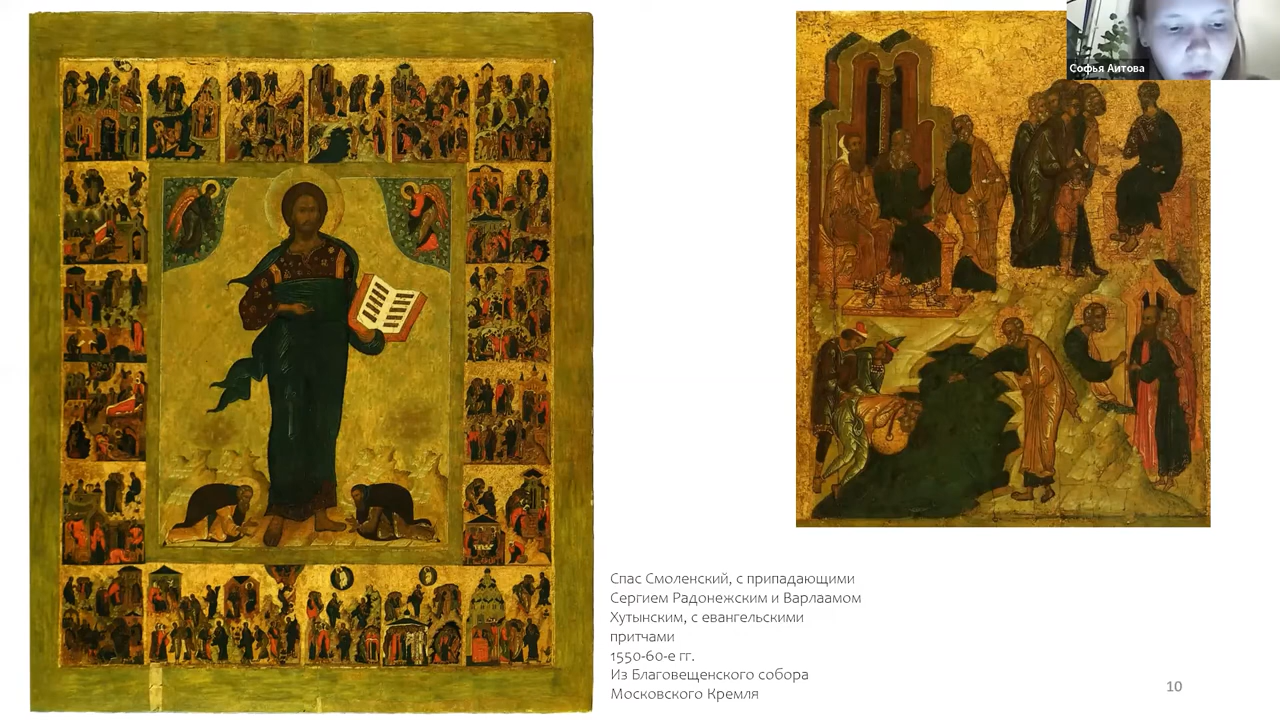 Софья Аитова
Спас Смоленский, с припадающими
Сергием Радонежским и Варлаамом
Хутынским, с евангельскими
притчами
1550-60-е гг.
Из Благовещенского собора
Московского Кремля
10